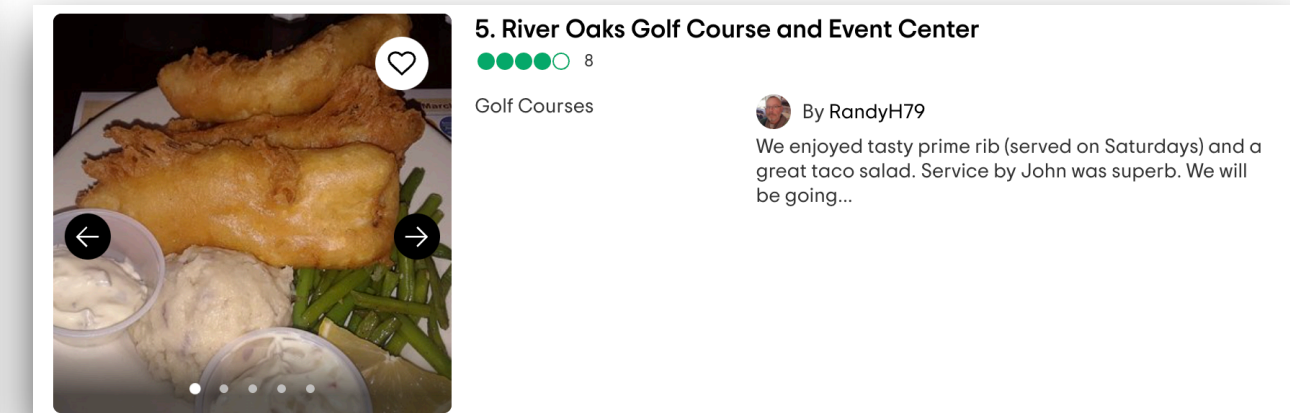 5. River Oaks Golf Course and Event Center
8
Golf Courses
By RandyH79
We enjoyed tasty prime rib (served on Saturdays) and a
great taco salad. Service by John was superb. We will
be going...